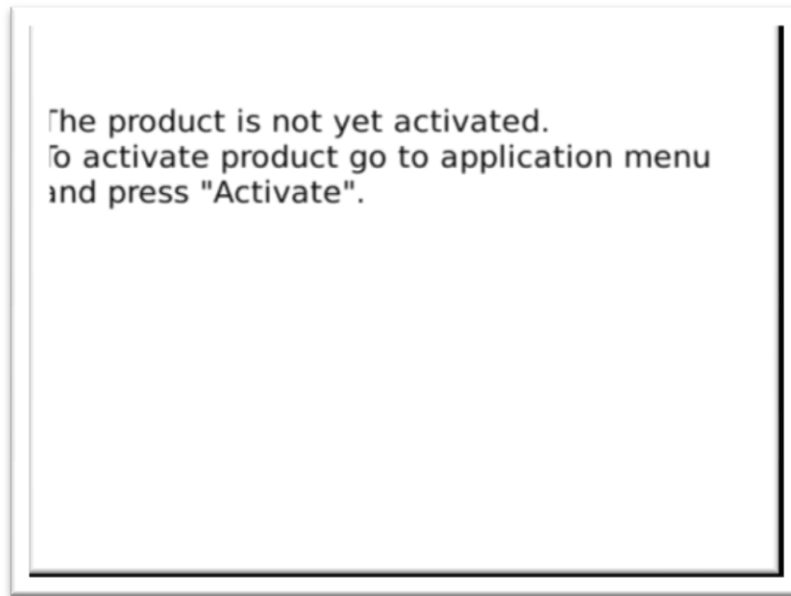 The product is not yet activated.
To activate product go to application menu
and press "Activate".